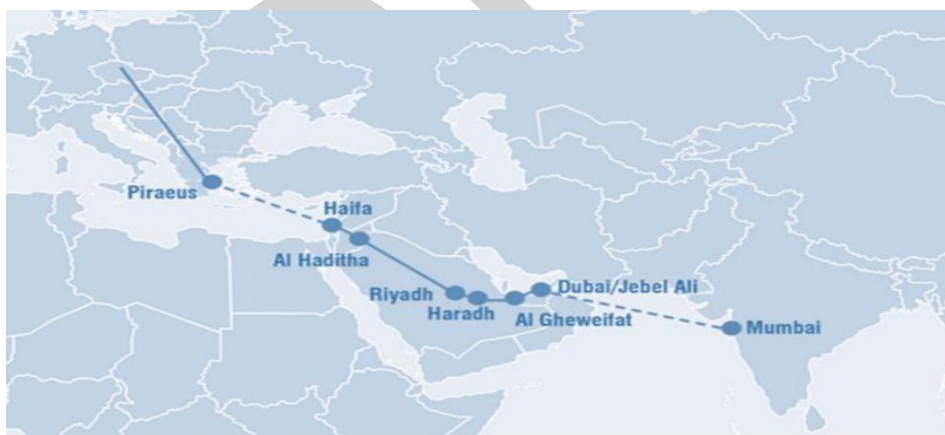 Piraeus
Haifa
Al Haditha
Riyadh
Haradh
Al Gheweifat
Dubai/Jebel Ali
Mumbai